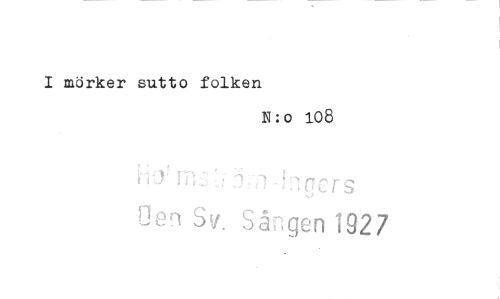 I mörker sutto folken
N:o 108
Holmström-Ingers
Den Sv. Sången 1927